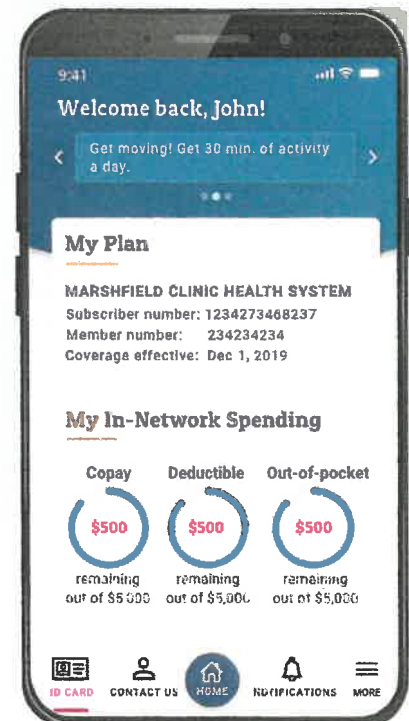 9:41
Welcome back, John!
Get moving! Get 30 min. of activity
a day.
My Plan
MARSHFIELD CLINIC HEALTH SYSTEM
Subscriber number: 1234273468237
Member number: 234234234
Coverage effective: Dec 1, 2019
My In-Network Spending
Copay Deductible Out-of-pocket
$500 $500 $500
remaining remaining remaining
out of $5,000 out of $5,000 out of $5,000
ID CARD CONTACT US HOME NOTIFICATIONS MORE